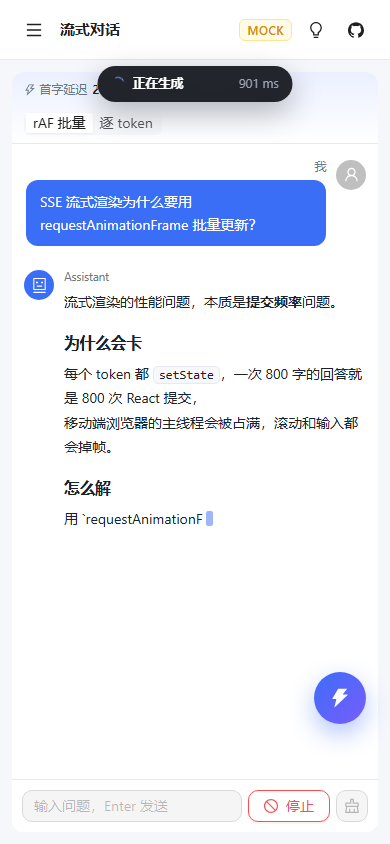 流式对话
MOCK
正在生成 901 ms
首字延迟 2
rAF 批量 逐 token
我
SSE 流式渲染为什么要用
requestAnimationFrame 批量更新?
Assistant
流式渲染的性能问题，本质是提交频率问题。
为什么会卡
每个 token 都 setState，一次 800 字的回答就
是 800 次 React 提交，
移动端浏览器的主线程会被占满，滚动和输入都
会掉帧。
怎么解
用 `requestAnimationF
输入问题，Enter 发送
停止